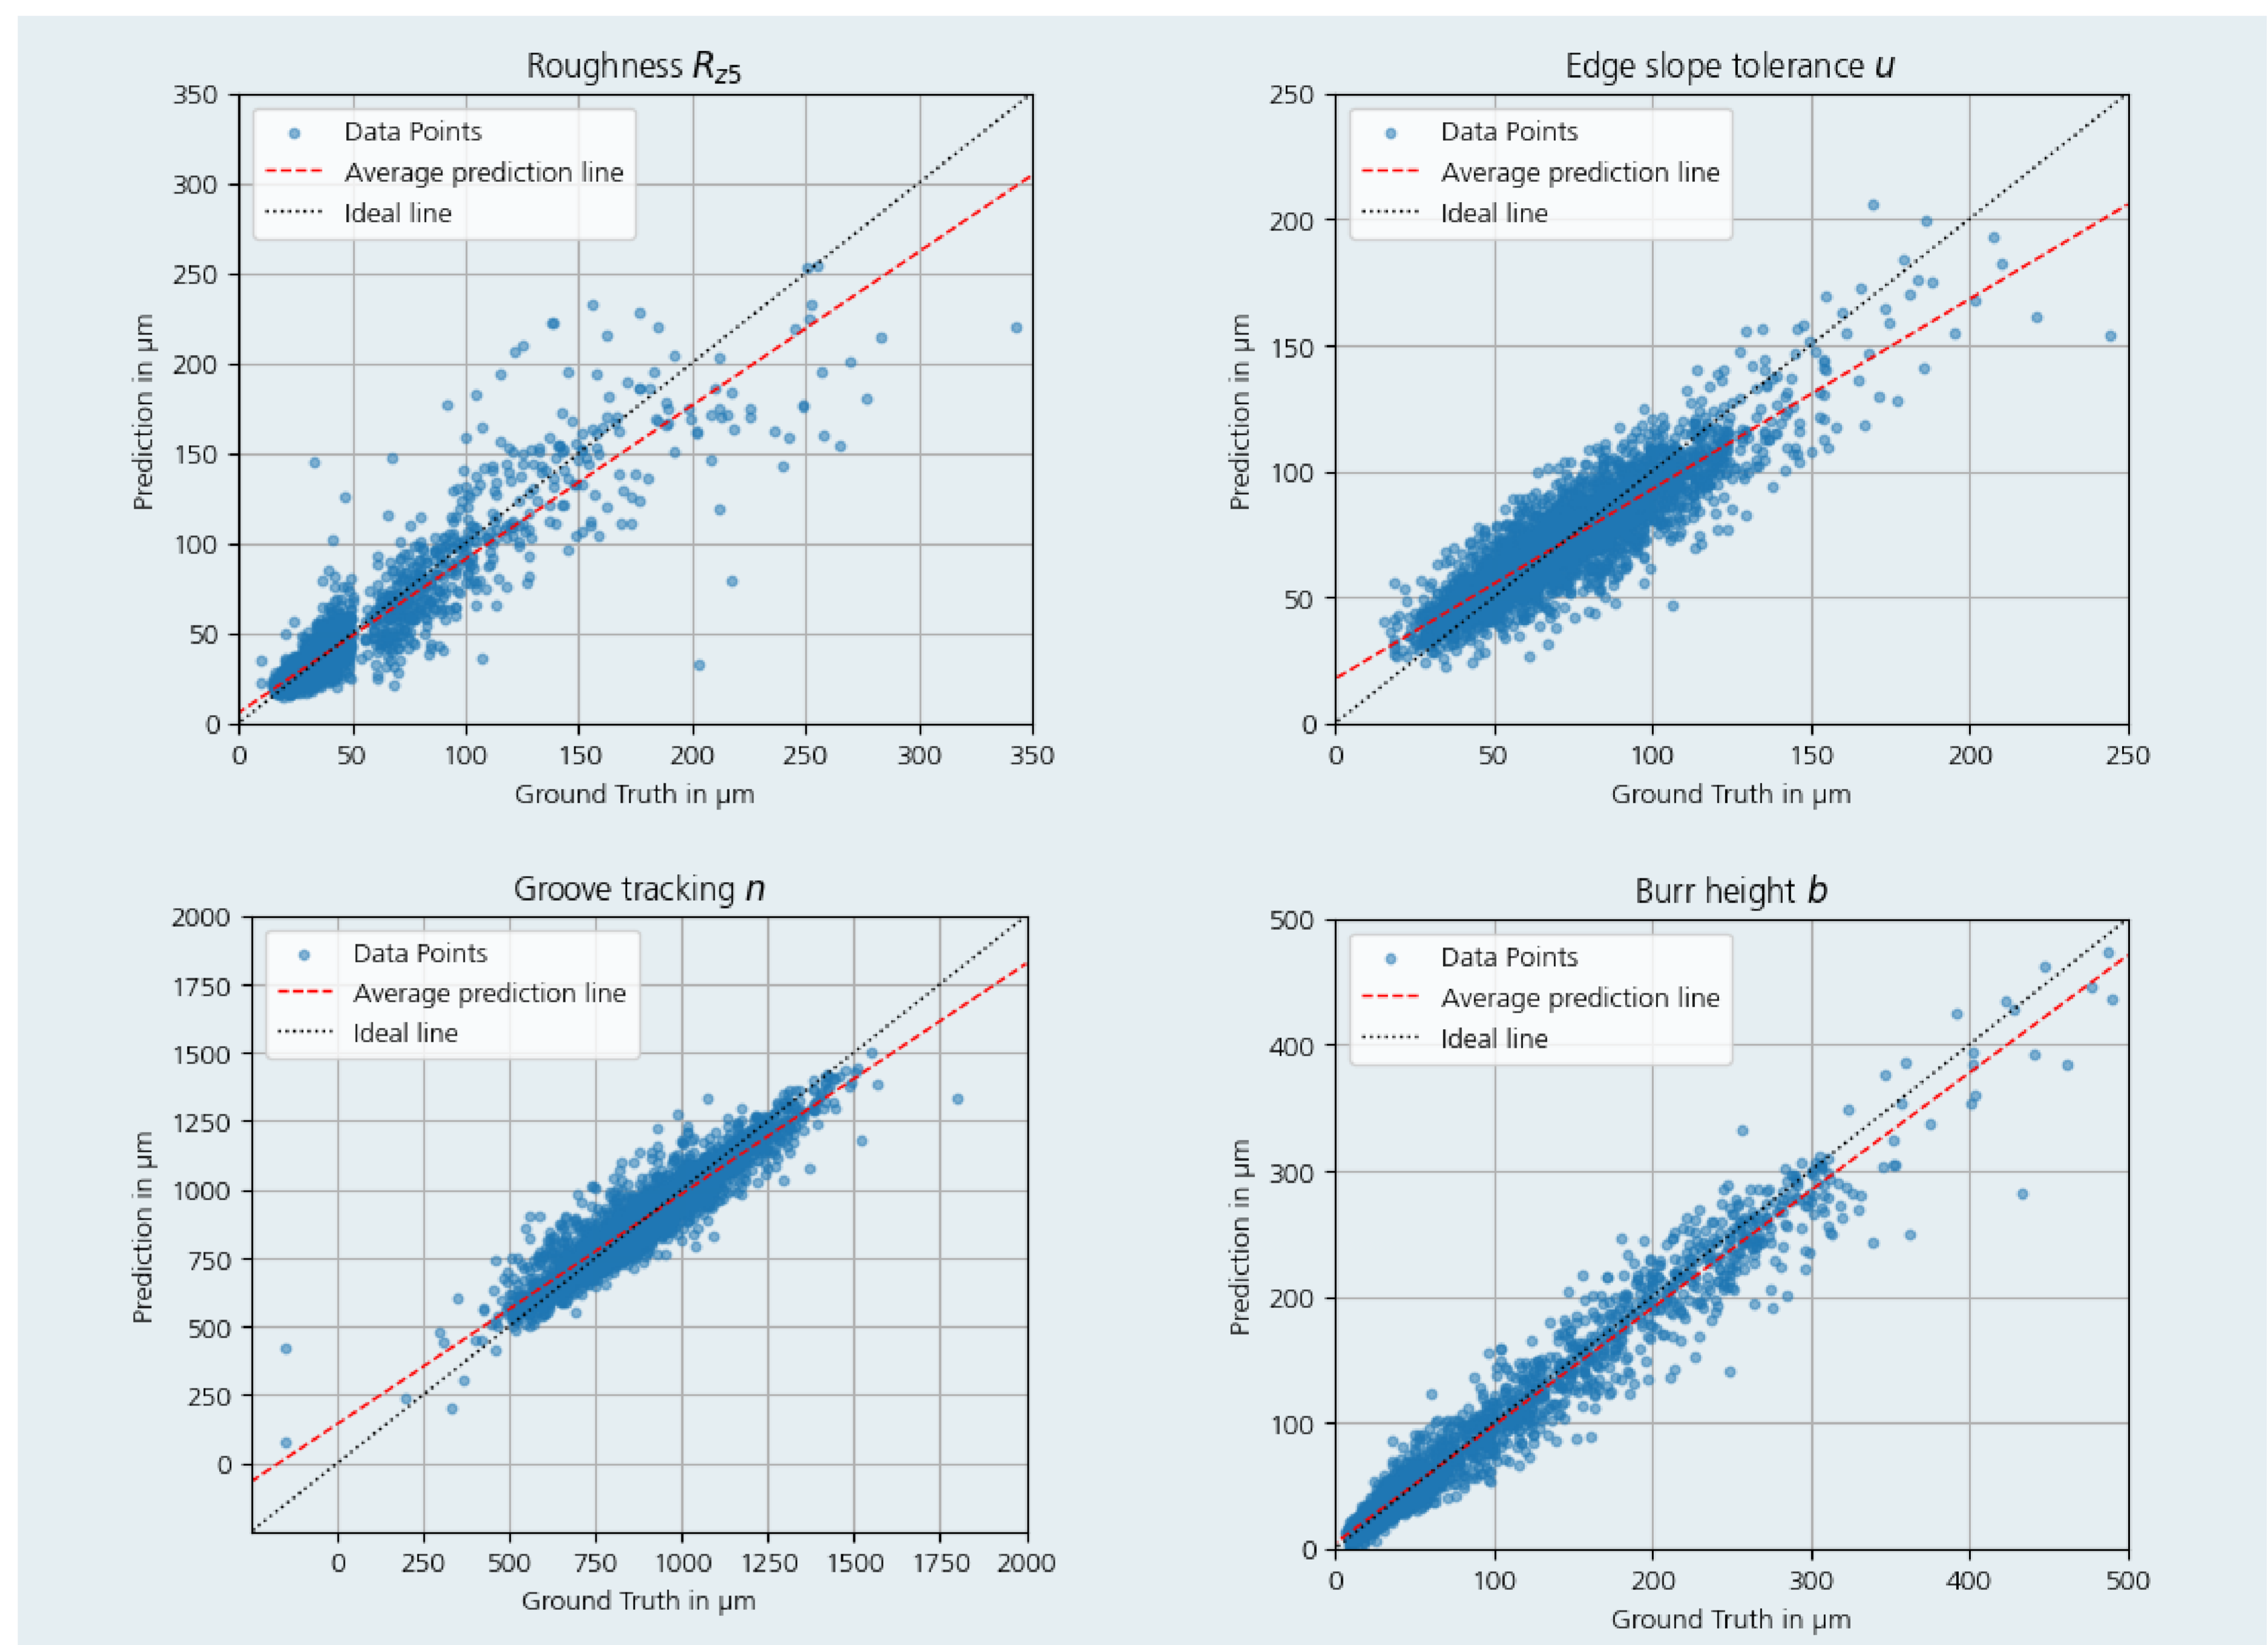 Roughness R_z5
350
300
250
200
150
100
50
0
Prediction in µm
Data Points
Average prediction line
Ideal line
0 50 100 150 200 250 300 350
Ground Truth in µm
Edge slope tolerance u
250
200
150
100
50
0
Prediction in µm
Data Points
Average prediction line
Ideal line
0 50 100 150 200 250
Ground Truth in µm
Groove tracking n
2000
1750
1500
1250
1000
750
500
250
0
Prediction in µm
Data Points
Average prediction line
Ideal line
0 250 500 750 1000 1250 1500 1750 2000
Ground Truth in µm
Burr height b
500
400
300
200
100
0
Prediction in µm
Data Points
Average prediction line
Ideal line
0 100 200 300 400 500
Ground Truth in µm